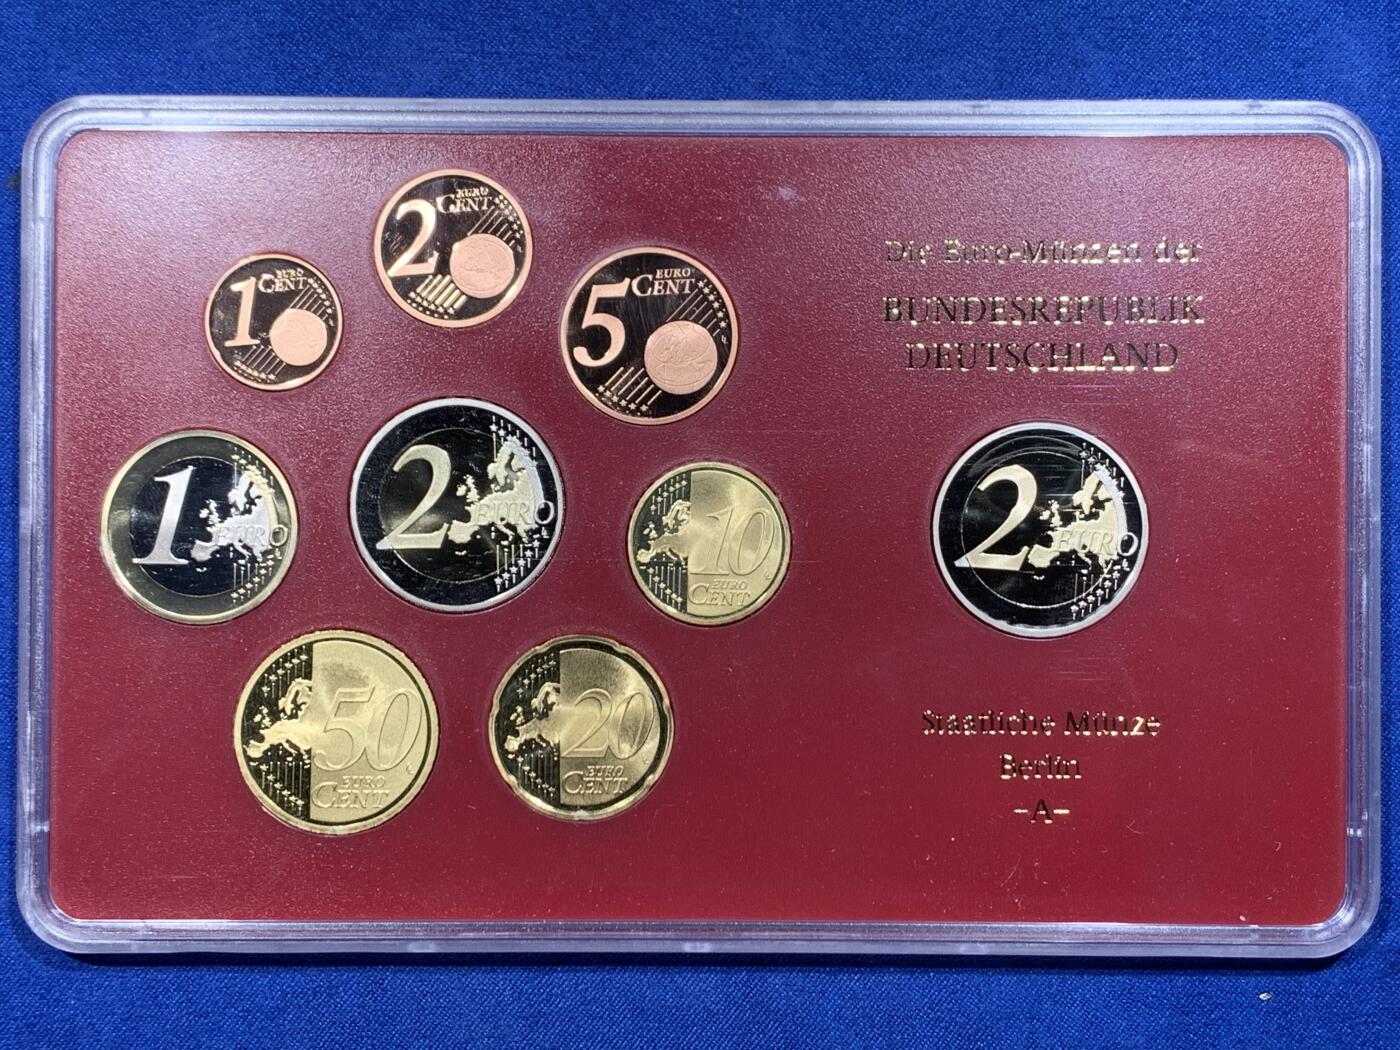 2 EURO
CENT
1 EURO
CENT
5 EURO
CENT
1 EURO
2 EURO
10
EURO
CENT
50
EURO
CENT
20
EURO
CENT
Die Euro-Münzen der
BUNDESREPUBLIK
DEUTSCHLAND
2 EURO
Staatliche Münze
Berlin
-A-